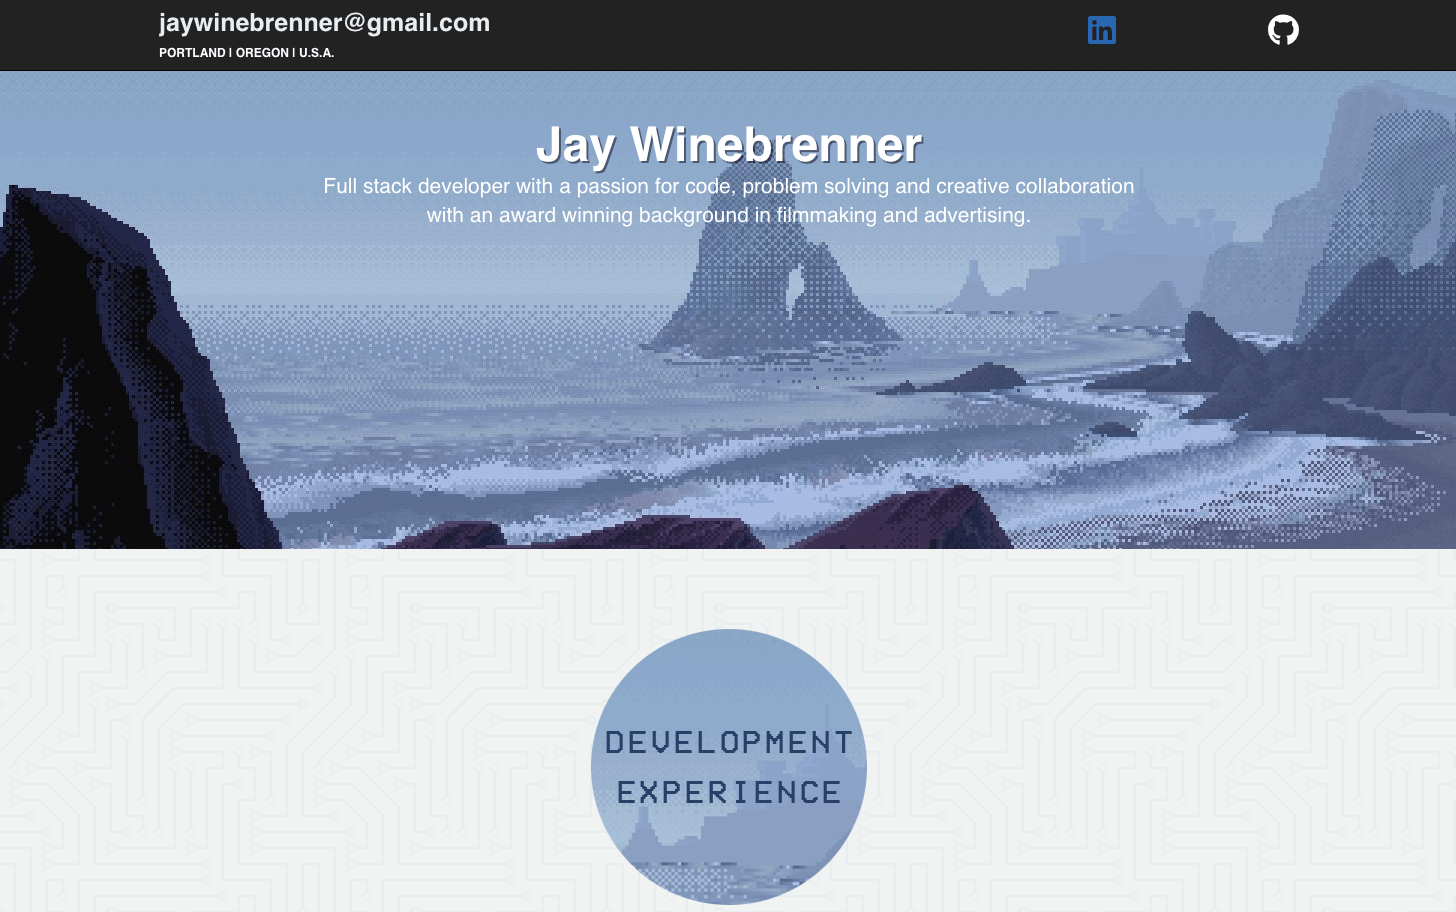 jaywinebrenner@gmail.com
PORTLAND | OREGON | U.S.A.
in
Jay Winebrenner
Full stack developer with a passion for code, problem solving and creative collaboration
with an award winning background in filmmaking and advertising.
DEVELOPMENT
EXPERIENCE